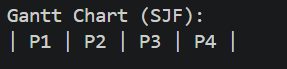 Gantt Chart (SJF):
| P1 | P2 | P3 | P4 |